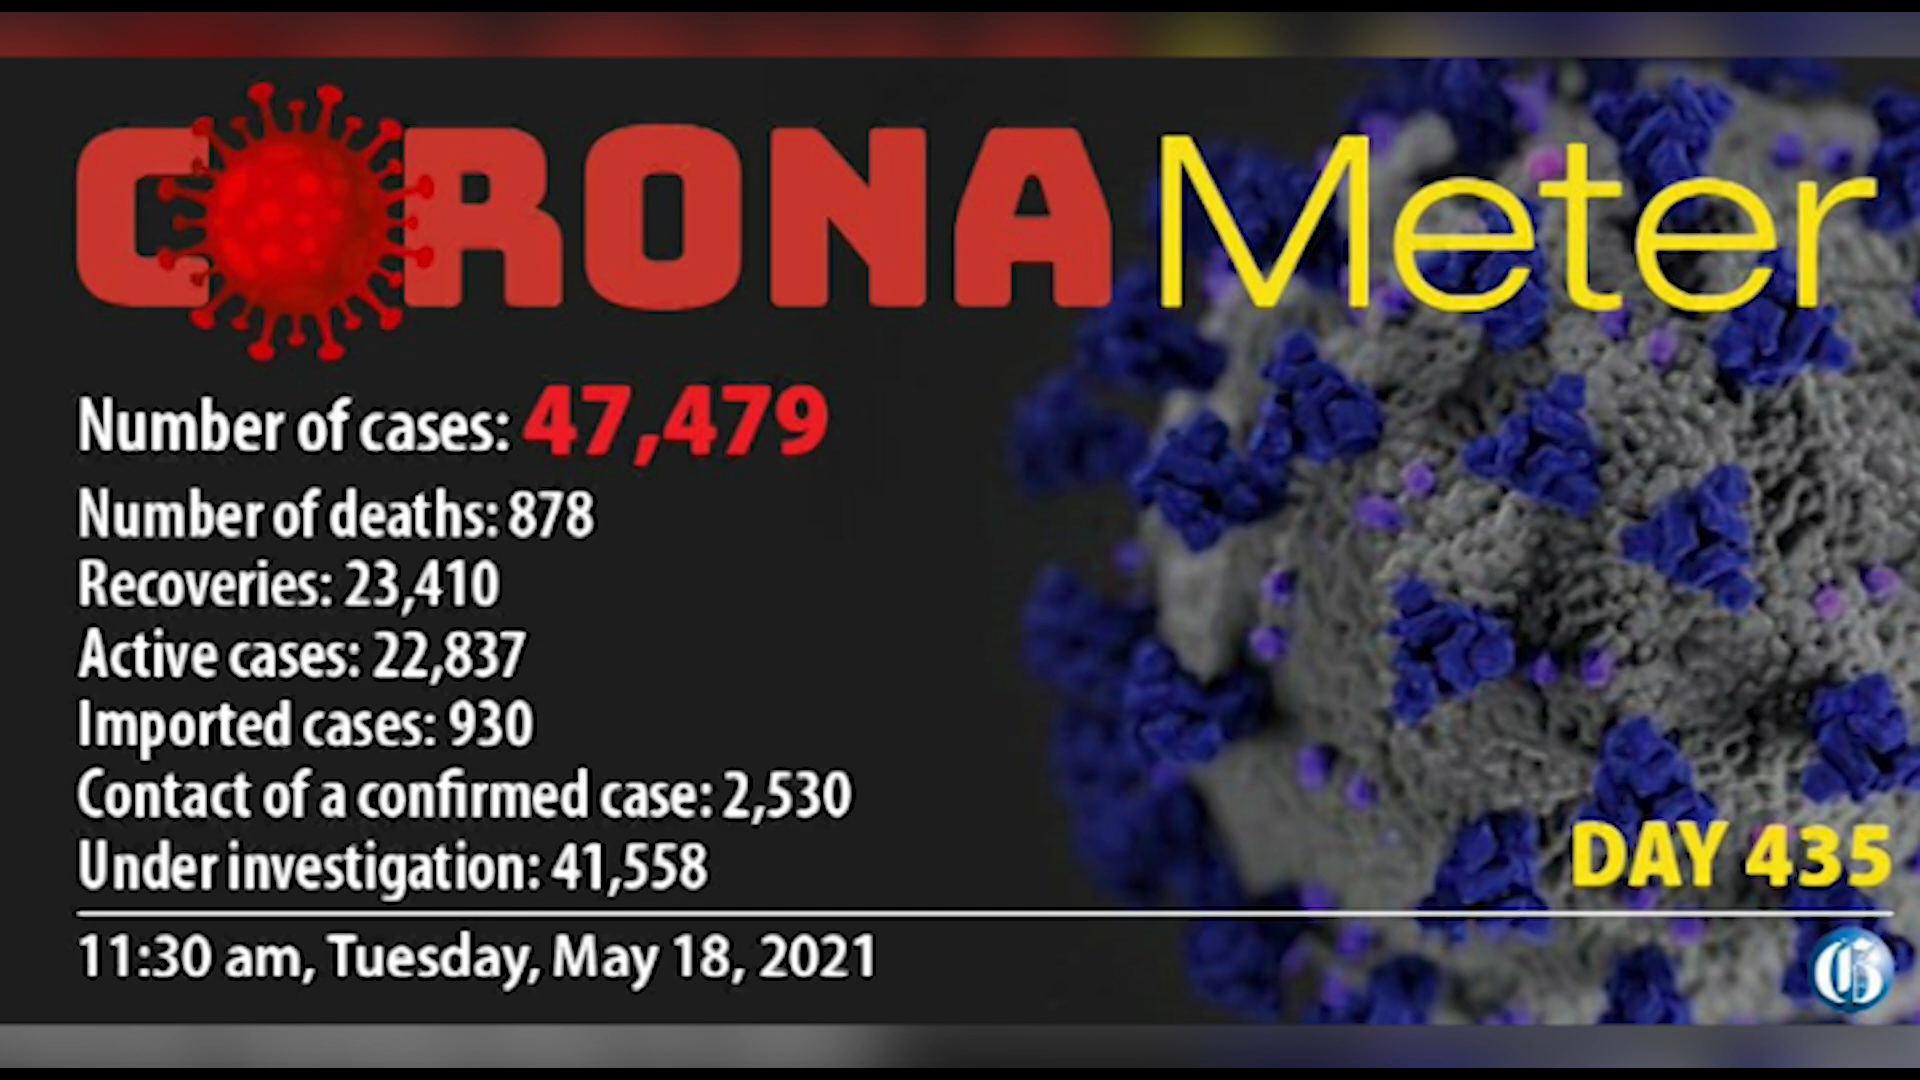 CORONA Meter
Number of cases: 47,479
Number of deaths: 878
Recoveries: 23,410
Active cases: 22,837
Imported cases: 930
Contact of a confirmed case: 2,530
Under investigation: 41,558
DAY 435
11:30 am, Tuesday, May 18, 2021
G